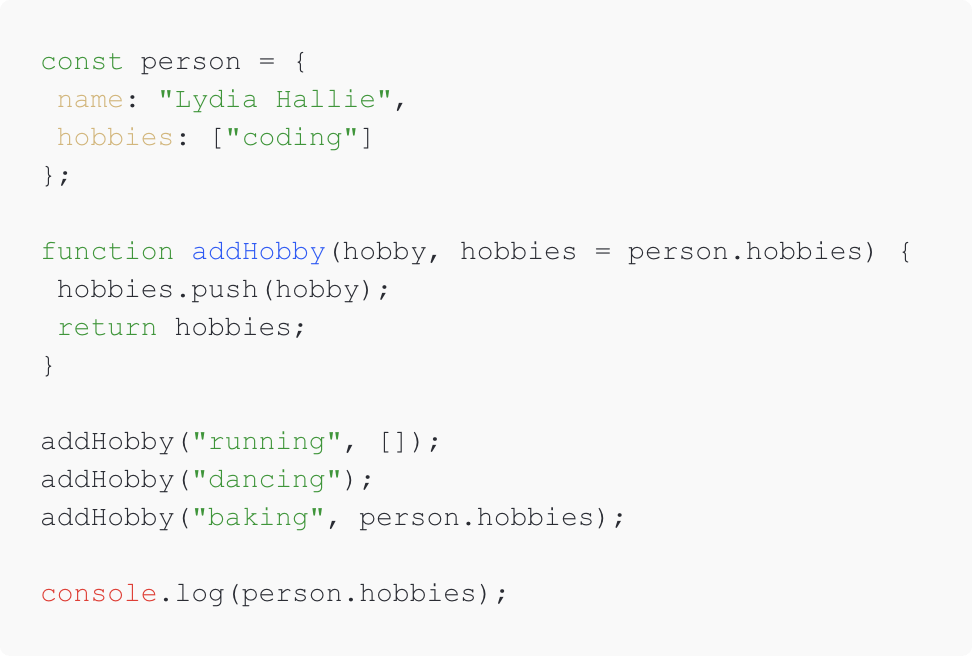 const person = {
 name: "Lydia Hallie",
 hobbies: ["coding"]
};

function addHobby(hobby, hobbies = person.hobbies) {
 hobbies.push(hobby);
 return hobbies;
}

addHobby("running", []);
addHobby("dancing");
addHobby("baking", person.hobbies);

console.log(person.hobbies);